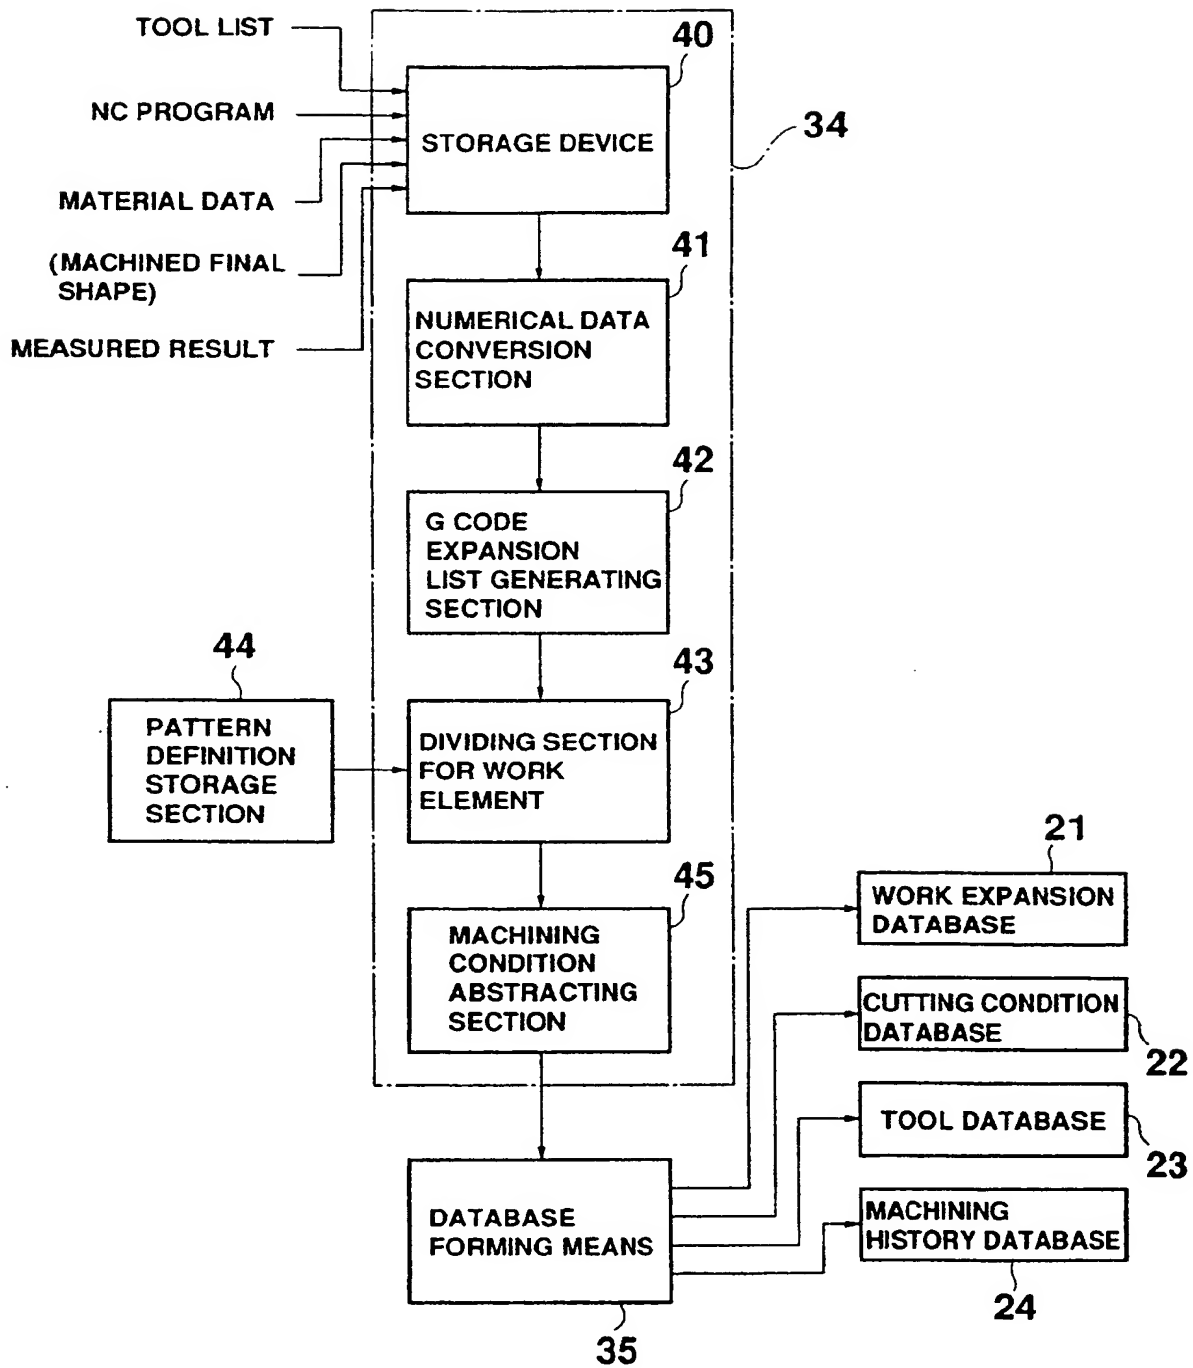 TOOL LIST
NC PROGRAM
MATERIAL DATA
(MACHINED FINAL
SHAPE)
MEASURED RESULT
40
STORAGE DEVICE
34
41
NUMERICAL DATA
CONVERSION
SECTION
42
G CODE
EXPANSION
LIST GENERATING
SECTION
44
PATTERN
DEFINITION
STORAGE
SECTION
43
DIVIDING SECTION
FOR WORK
ELEMENT
45
MACHINING
CONDITION
ABSTRACTING
SECTION
21
WORK EXPANSION
DATABASE
CUTTING CONDITION
DATABASE
22
TOOL DATABASE
23
MACHINING
HISTORY DATABASE
24
DATABASE
FORMING MEANS
35